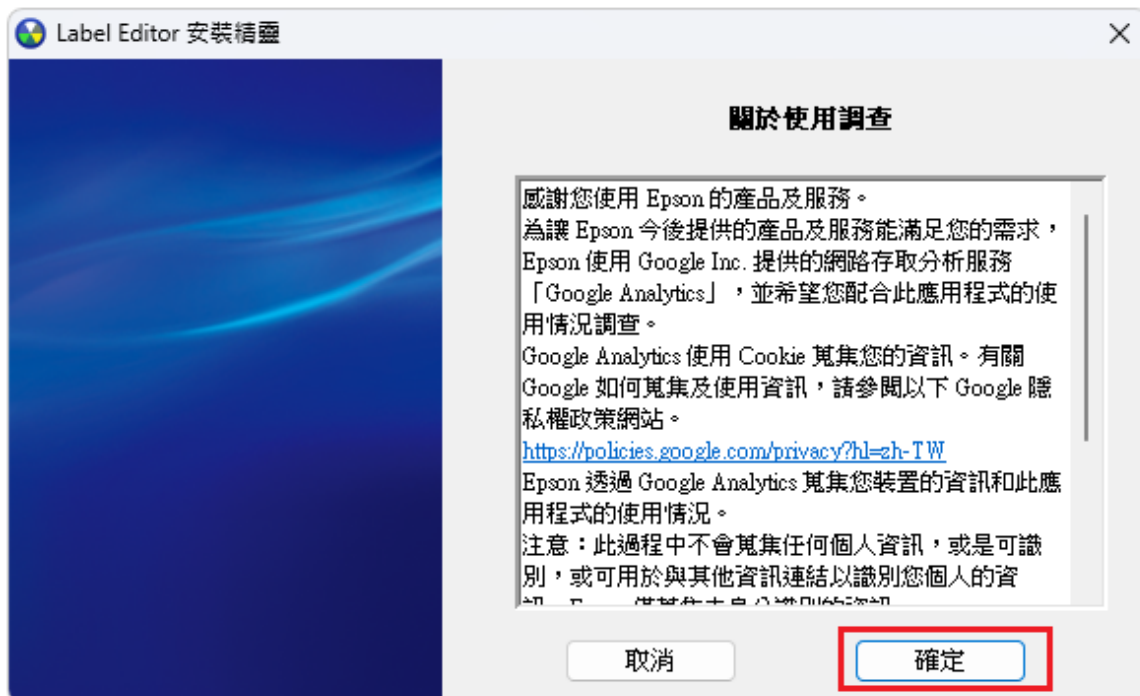 Label Editor 安裝精靈
關於使用調查
感謝您使用 Epson 的產品及服務。
為讓 Epson 今後提供的產品及服務能滿足您的需求，
Epson 使用 Google Inc. 提供的網路存取分析服務
「Google Analytics」，並希望您配合此應用程式的使
用情況調查。
Google Analytics 使用 Cookie 蒐集您的資訊。有關
Google 如何蒐集及使用資訊，請參閱以下 Google 隱
私權政策網站。
https://policies.google.com/privacy?hl=zh-TW
Epson 透過 Google Analytics 蒐集您裝置的資訊和此應
用程式的使用情況。
注意：此過程中不會蒐集任何個人資訊，或是可識
別，或可用於與其他資訊連結以識別您個人的資
取消
確定